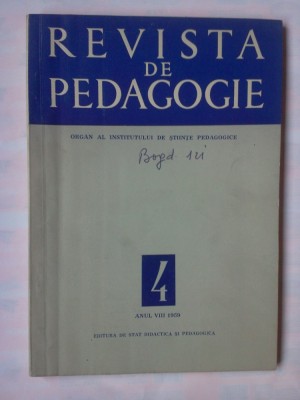 REVISTA
DE
PEDAGOGIE
ORGAN AL INSTITUTULUI DE ȘTIINȚE PEDAGOGICE
4
ANUL VIII 1959
EDITURA DE STAT DIDACTICĂ ȘI PEDAGOGICĂ